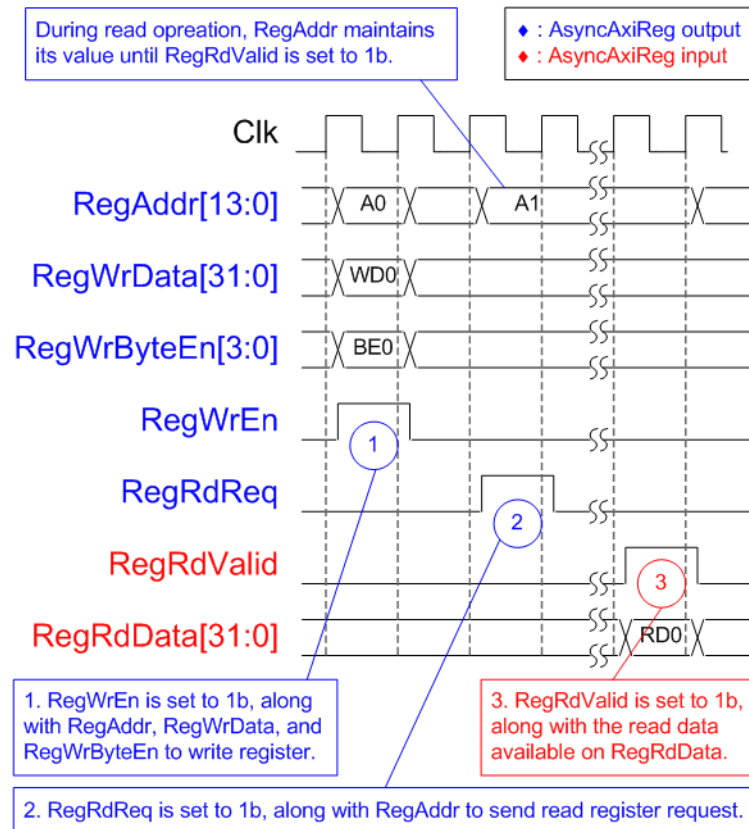 During read opreation, RegAddr maintains
its value until RegRdValid is set to 1b.
♦ : AsyncAxiReg output
♦ : AsyncAxiReg input
Clk
RegAddr[13:0]
A0
A1
RegWrData[31:0]
WD0
RegWrByteEn[3:0]
BE0
RegWrEn
1
RegRdReq
2
RegRdValid
3
RegRdData[31:0]
RD0
1. RegWrEn is set to 1b, along
with RegAddr, RegWrData, and
RegWrByteEn to write register.
3. RegRdValid is set to 1b,
along with the read data
available on RegRdData.
2. RegRdReq is set to 1b, along with RegAddr to send read register request.